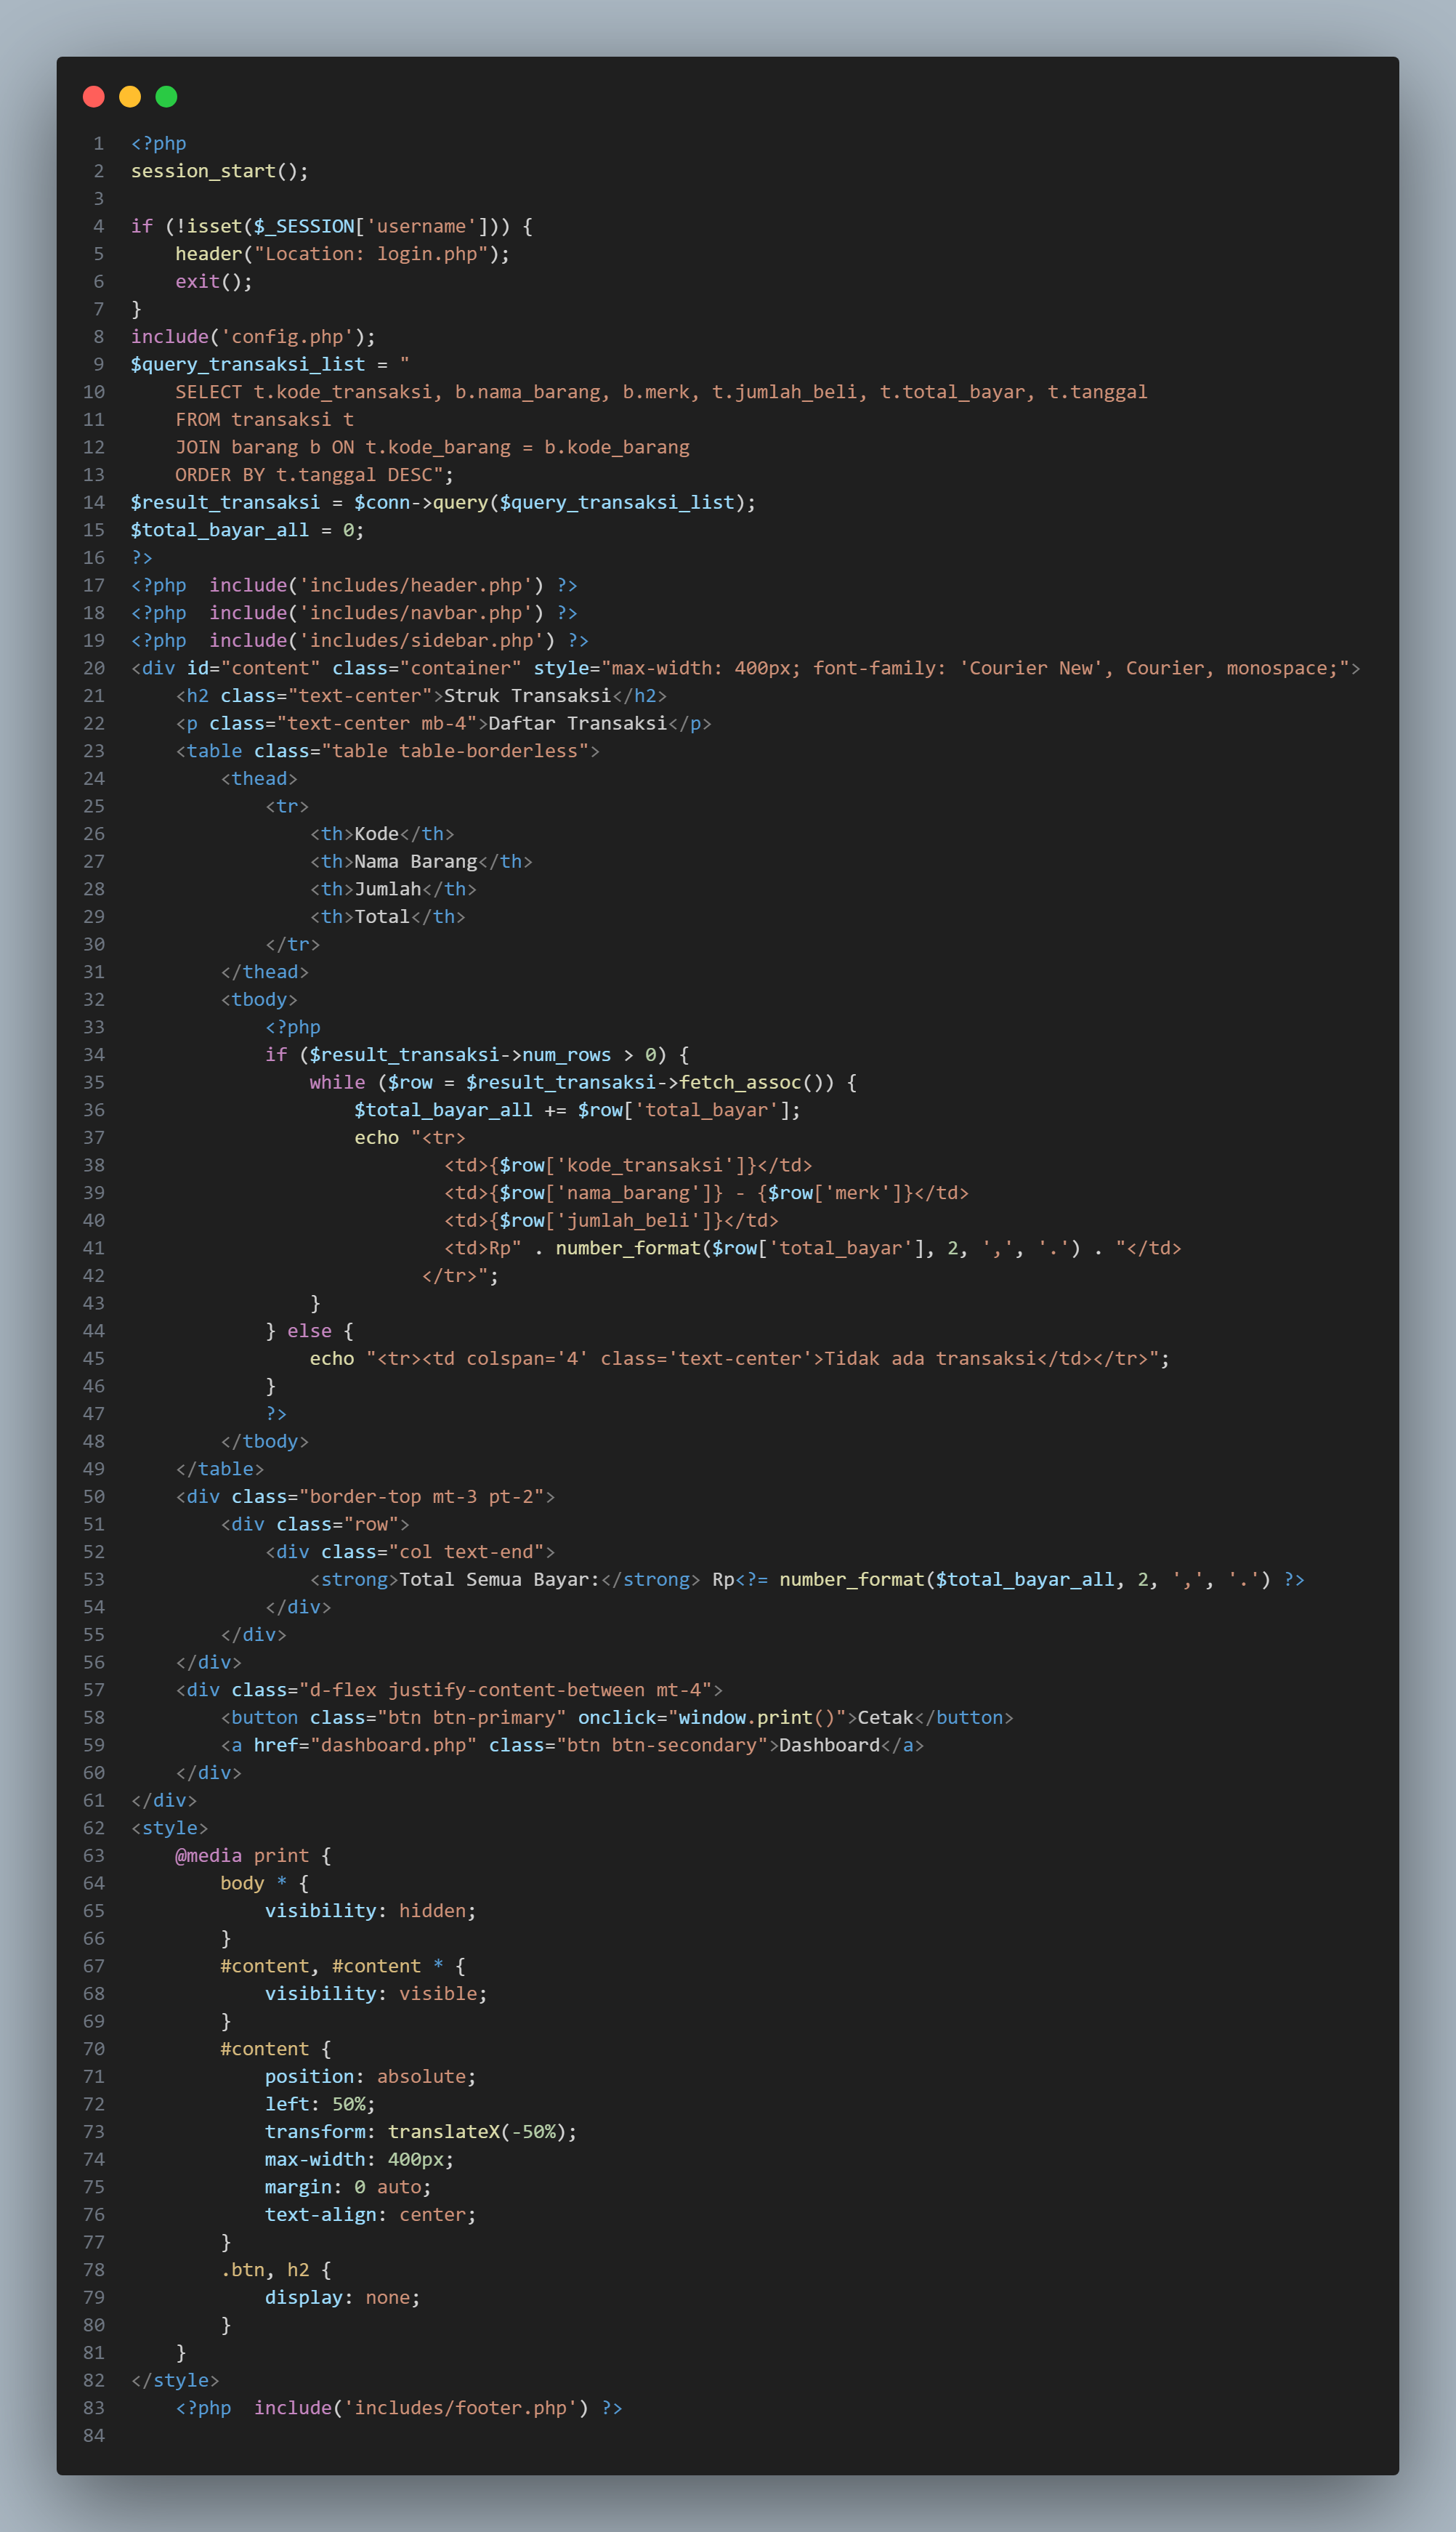 1 <?php
2 session_start();
3
4 if (!isset($_SESSION['username'])) {
5     header("Location: login.php");
6     exit();
7 }
8 include('config.php');
9 $query_transaksi_list = "
10     SELECT t.kode_transaksi, b.nama_barang, b.merk, t.jumlah_beli, t.total_bayar, t.tanggal
11     FROM transaksi t
12     JOIN barang b ON t.kode_barang = b.kode_barang
13     ORDER BY t.tanggal DESC";
14 $result_transaksi = $conn->query($query_transaksi_list);
15 $total_bayar_all = 0;
16 ?>
17 <?php  include('includes/header.php') ?>
18 <?php  include('includes/navbar.php') ?>
19 <?php  include('includes/sidebar.php') ?>
20 <div id="content" class="container" style="max-width: 400px; font-family: 'Courier New', Courier, monospace;">
21     <h2 class="text-center">Struk Transaksi</h2>
22     <p class="text-center mb-4">Daftar Transaksi</p>
23     <table class="table table-borderless">
24         <thead>
25             <tr>
26                 <th>Kode</th>
27                 <th>Nama Barang</th>
28                 <th>Jumlah</th>
29                 <th>Total</th>
30             </tr>
31         </thead>
32         <tbody>
33             <?php
34             if ($result_transaksi->num_rows > 0) {
35                 while ($row = $result_transaksi->fetch_assoc()) {
36                     $total_bayar_all += $row['total_bayar'];
37                     echo "<tr>
38                             <td>{$row['kode_transaksi']}</td>
39                             <td>{$row['nama_barang']} - {$row['merk']}</td>
40                             <td>{$row['jumlah_beli']}</td>
41                             <td>Rp" . number_format($row['total_bayar'], 2, ',', '.') . "</td>
42                           </tr>";
43                 }
44             } else {
45                 echo "<tr><td colspan='4' class='text-center'>Tidak ada transaksi</td></tr>";
46             }
47             ?>
48         </tbody>
49     </table>
50     <div class="border-top mt-3 pt-2">
51         <div class="row">
52             <div class="col text-end">
53                 <strong>Total Semua Bayar:</strong> Rp<?= number_format($total_bayar_all, 2, ',', '.') ?>
54             </div>
55         </div>
56     </div>
57     <div class="d-flex justify-content-between mt-4">
58         <button class="btn btn-primary" onclick="window.print()">Cetak</button>
59         <a href="dashboard.php" class="btn btn-secondary">Dashboard</a>
60     </div>
61 </div>
62 <style>
63     @media print {
64         body * {
65             visibility: hidden;
66         }
67         #content, #content * {
68             visibility: visible;
69         }
70         #content {
71             position: absolute;
72             left: 50%;
73             transform: translateX(-50%);
74             max-width: 400px;
75             margin: 0 auto;
76             text-align: center;
77         }
78         .btn, h2 {
79             display: none;
80         }
81     }
82 </style>
83     <?php  include('includes/footer.php') ?>
84